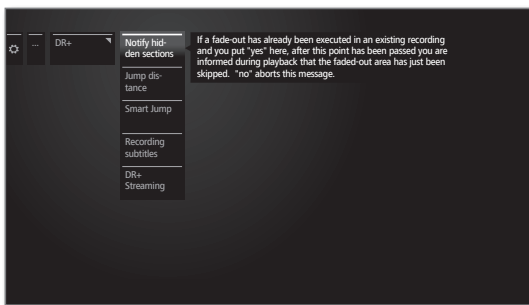 ...
DR+
Notify hid-
den sections
If a fade-out has already been executed in an existing recording
and you put "yes" here, after this point has been passed you are
informed during playback that the faded-out area has just been
skipped. "no" aborts this message.
Jump dis-
tance
Smart Jump
Recording
subtitles
DR+
Streaming